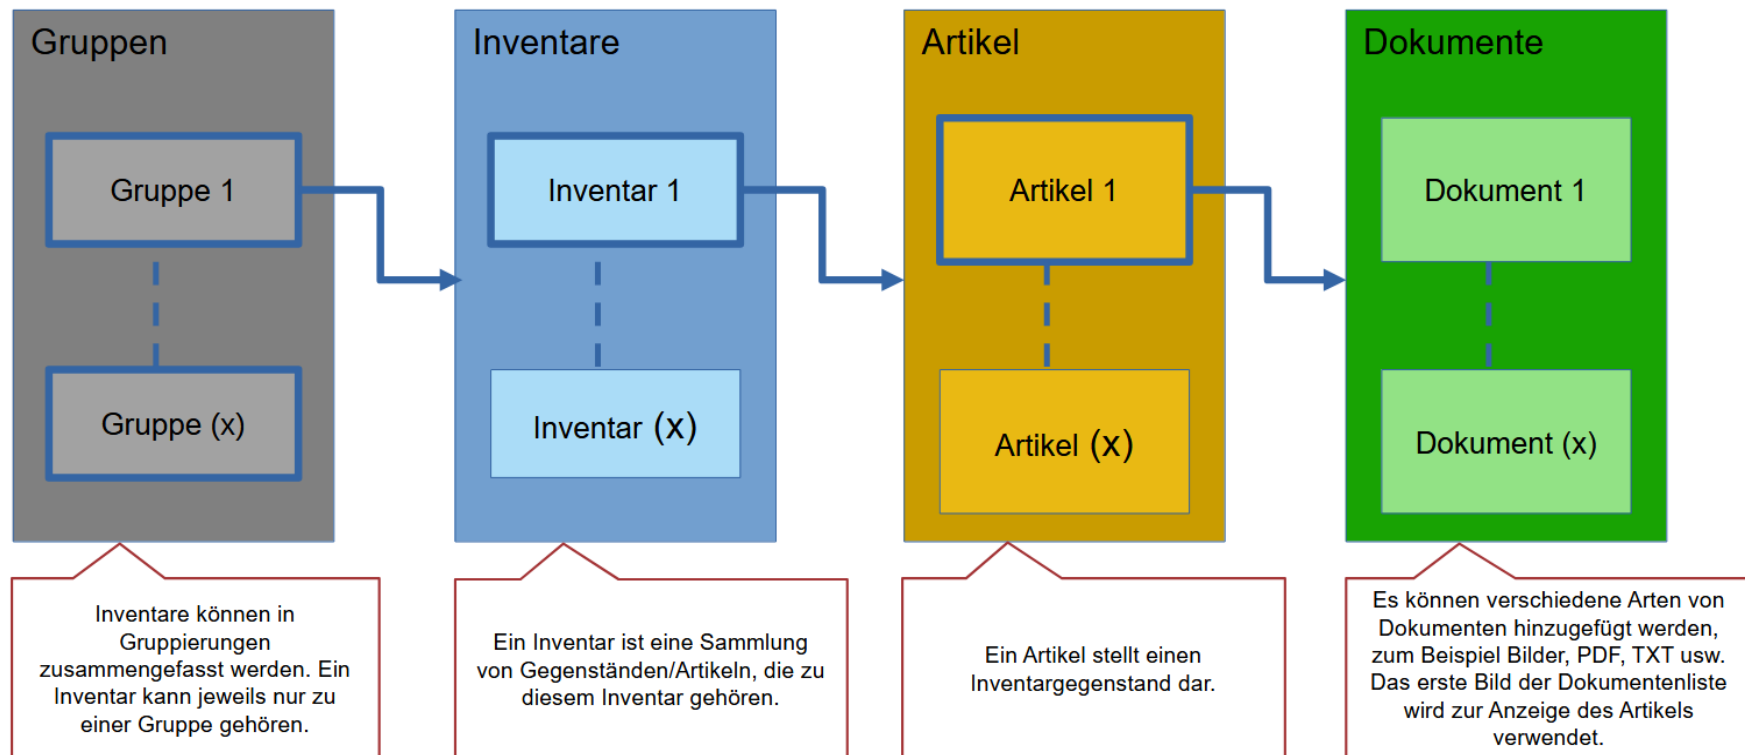 Gruppen
Gruppe 1
Gruppe (x)
Inventare können in
Gruppierungen
zusammengefasst werden. Ein
Inventar kann jeweils nur zu
einer Gruppe gehören.
Inventare
Inventar 1
Inventar (x)
Ein Inventar ist eine Sammlung
von Gegenständen/Artikeln, die zu
diesem Inventar gehören.
Artikel
Artikel 1
Artikel (x)
Ein Artikel stellt einen
Inventargegenstand dar.
Dokumente
Dokument 1
Dokument (x)
Es können verschiedene Arten von
Dokumenten hinzugefügt werden,
zum Beispiel Bilder, PDF, TXT usw.
Das erste Bild der Dokumentenliste
wird zur Anzeige des Artikels
verwendet.